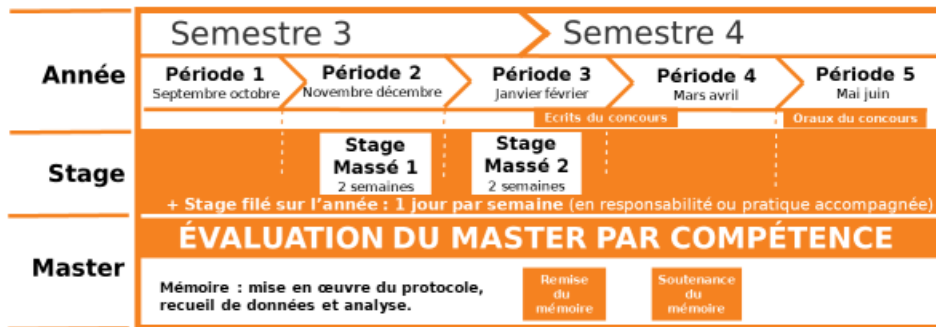 Semestre 3
Semestre 4
Année
Période 1
Septembre octobre
Période 2
Novembre décembre
Période 3
Janvier février
Période 4
Mars avril
Période 5
Mai juin
Ecrits du concours
Oraux du concours
Stage
Stage
Massé 1
2 semaines
Stage
Massé 2
2 semaines
+ Stage filé sur l’année : 1 jour par semaine (en responsabilité ou pratique accompagnée)
ÉVALUATION DU MASTER PAR COMPÉTENCE
Master
Mémoire : mise en œuvre du protocole,
recueil de données et analyse.
Remise
du
mémoire
Soutenance
du
mémoire